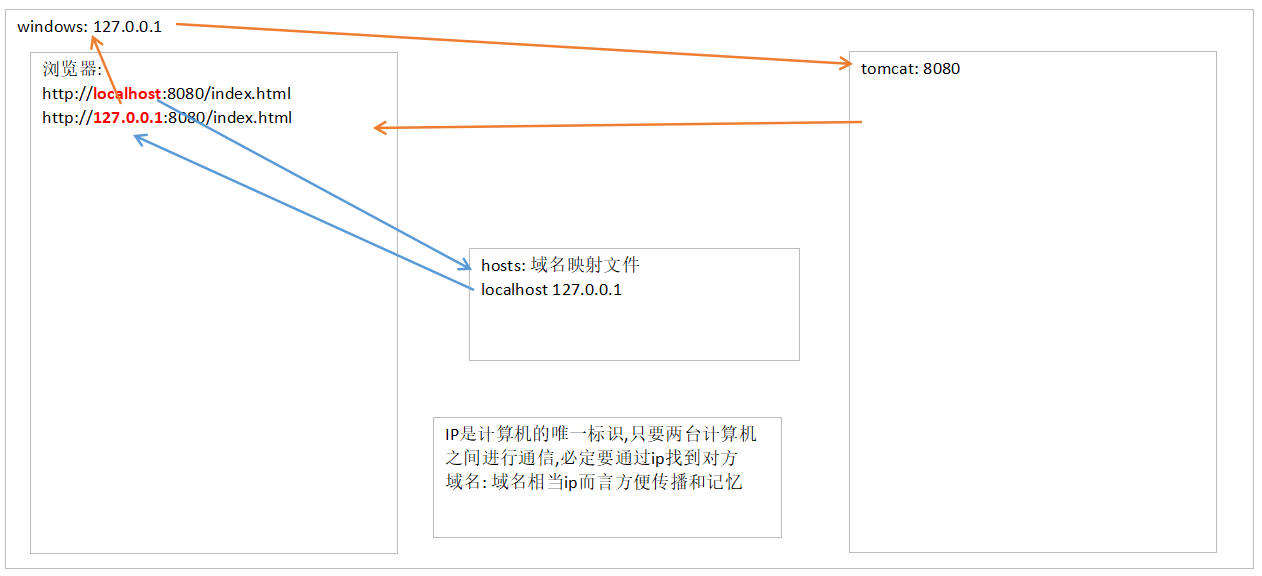 windows: 127.0.0.1
浏览器:
http://localhost:8080/index.html
http://127.0.0.1:8080/index.html
tomcat: 8080
hosts: 域名映射文件
localhost 127.0.0.1
IP是计算机的唯一标识,只要两台计算机
之间进行通信,必定要通过ip找到对方
域名: 域名相当ip而言方便传播和记忆